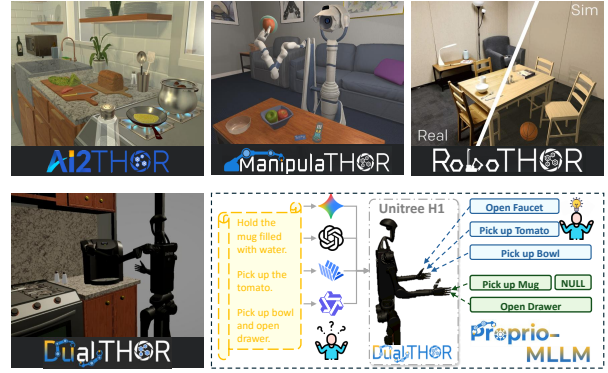 Sim
Real
AI2THOR
ManipulaTHOR
RoboTHOR
DualTHOR
Hold the
mug filled
with water.
Pick up the
tomato.
Pick up bowl
and open
drawer.
? ? ?
Unitree H1
DualTHOR
Open Faucet
Pick up Tomato
Pick up Bowl
Pick up Mug
NULL
Open Drawer
Proprio-
MLLM